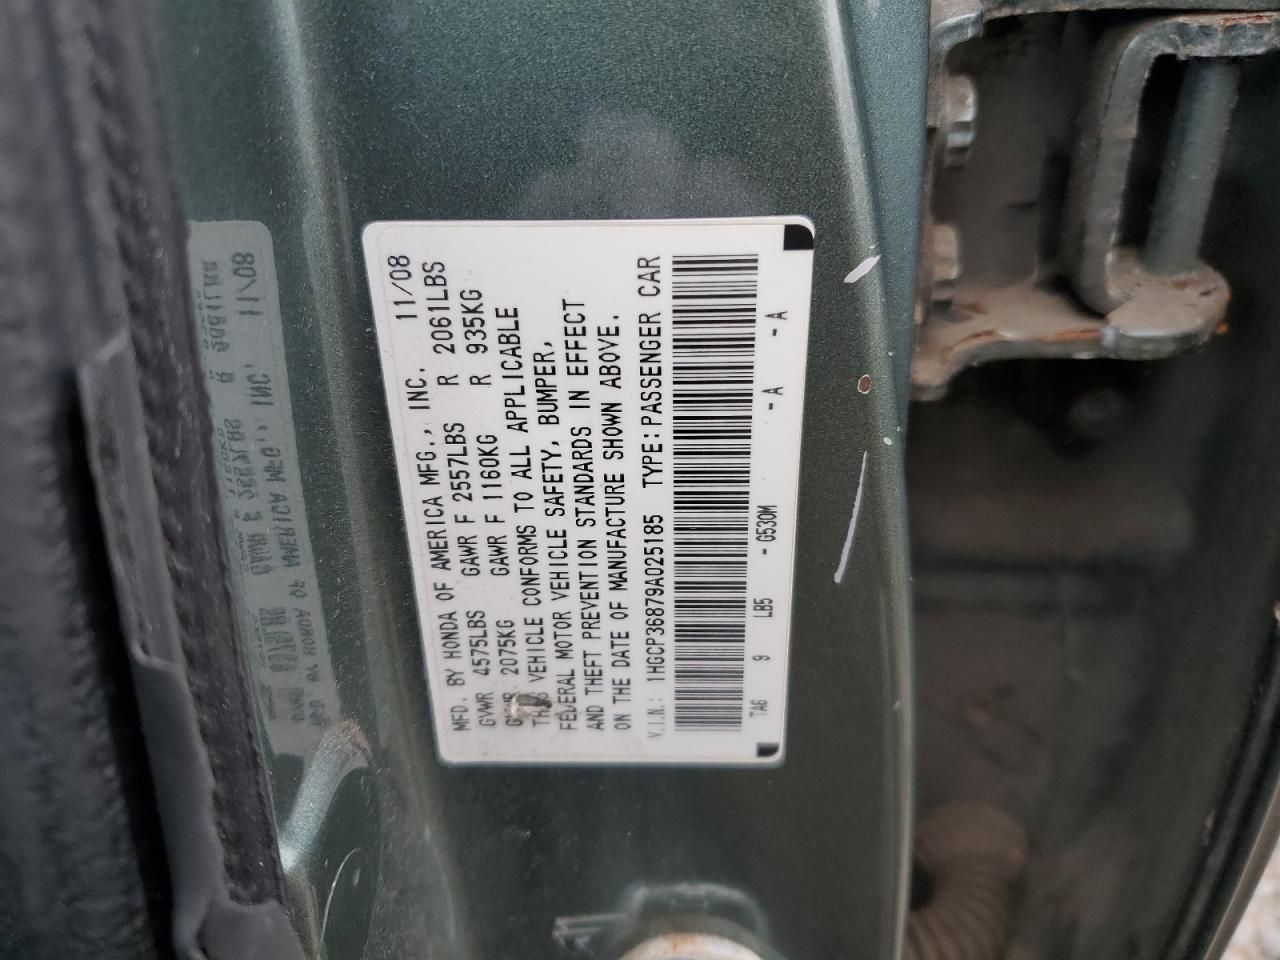 MFD. BY HONDA OF AMERICA MFG., INC. 11/08
GVWR 4575LBS GAWR F 2557LBS R 2061LBS
2075KG GAWR F 1160KG R 935KG
VEHICLE CONFORMS TO ALL APPLICABLE
FEDERAL MOTOR VEHICLE SAFETY, BUMPER,
AND THEFT PREVENTION STANDARDS IN EFFECT
ON THE DATE OF MANUFACTURE SHOWN ABOVE.
V.I.N.: 1HGCP36879A025185 TYPE: PASSENGER CAR
TA6 9 LB5 - G530M - A - A